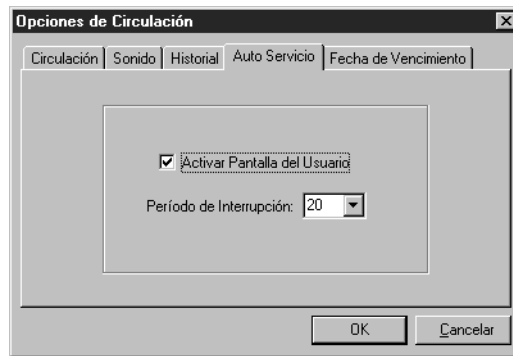 Opciones de Circulación
Circulación Sonido Historial Auto Servicio Fecha de Vencimiento
Activar Pantalla del Usuario
Período de Interrupción: 20
OK Cancelar